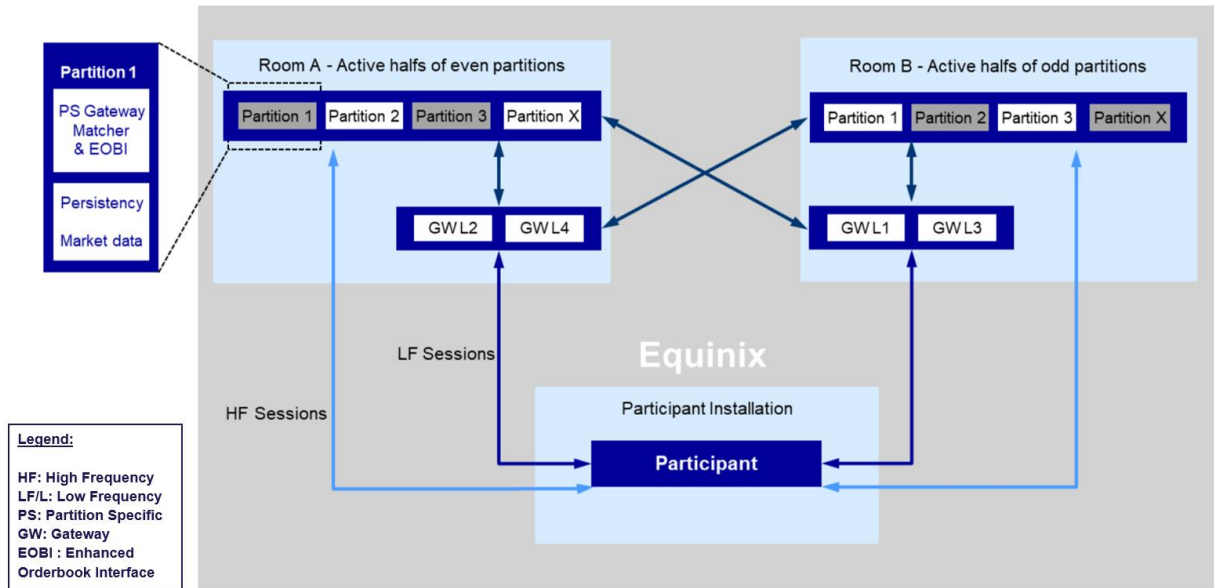 Partition 1
PS Gateway
Matcher
& EOBI
Persistency
Market data
Room A - Active halfs of even partitions
Partition 1
Partition 2
Partition 3
Partition X
GW L2
GW L4
Room B - Active halfs of odd partitions
Partition 1
Partition 2
Partition 3
Partition X
GW L1
GW L3
LF Sessions
HF Sessions
Equinix
Participant Installation
Participant
Legend:
HF: High Frequency
LF/L: Low Frequency
PS: Partition Specific
GW: Gateway
EOBI : Enhanced
Orderbook Interface